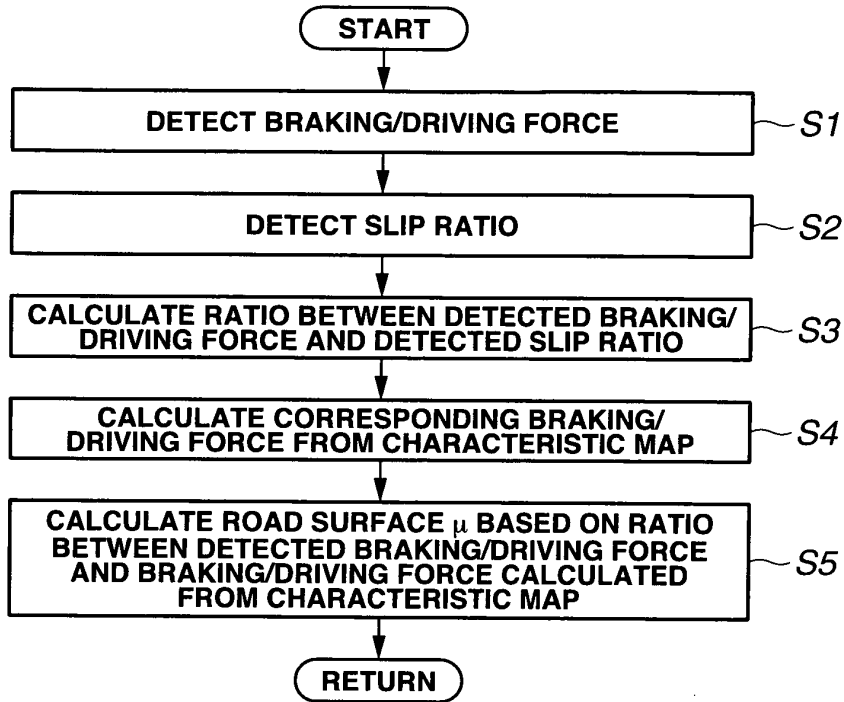 START
DETECT BRAKING/DRIVING FORCE
S1
DETECT SLIP RATIO
S2
CALCULATE RATIO BETWEEN DETECTED BRAKING/
DRIVING FORCE AND DETECTED SLIP RATIO
S3
CALCULATE CORRESPONDING BRAKING/
DRIVING FORCE FROM CHARACTERISTIC MAP
S4
CALCULATE ROAD SURFACE μ BASED ON RATIO
BETWEEN DETECTED BRAKING/DRIVING FORCE
AND BRAKING/DRIVING FORCE CALCULATED
FROM CHARACTERISTIC MAP
S5
RETURN